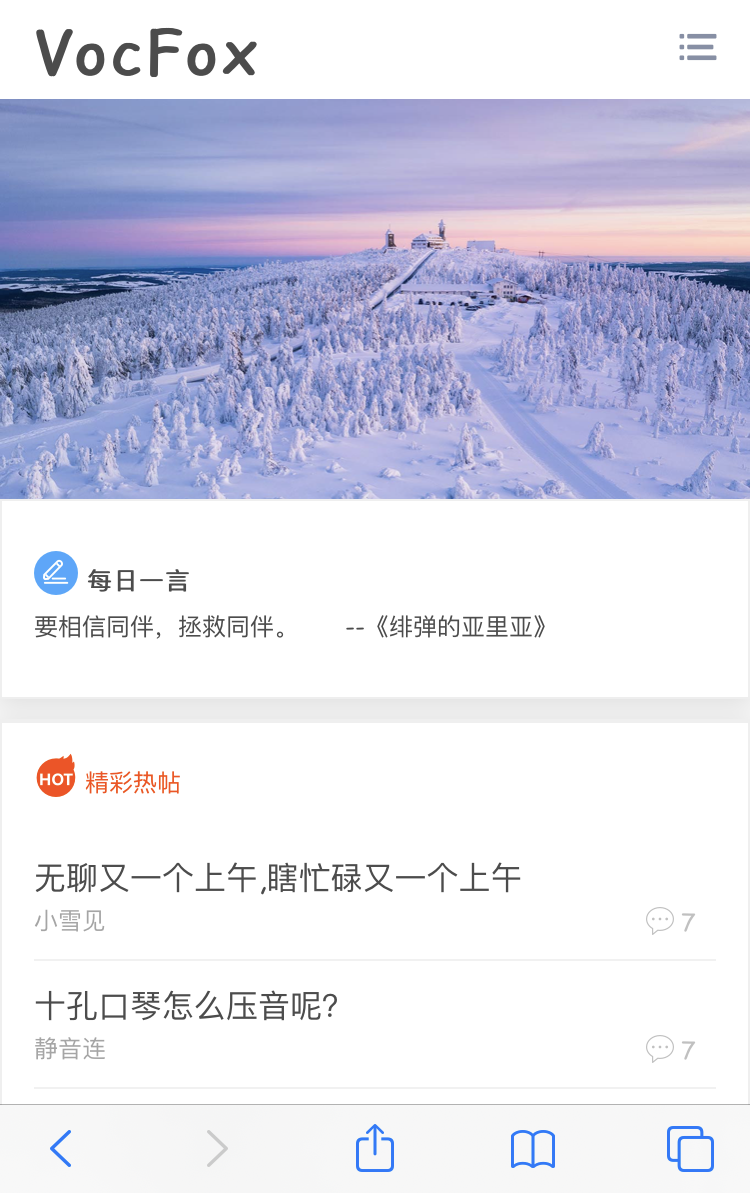 VocFox
每日一言
要相信同伴，拯救同伴。 --《绯弹的亚里亚》
HOT 精彩热帖
无聊又一个上午,瞎忙碌又一个上午
小雪见 7
十孔口琴怎么压音呢?
静音连 7